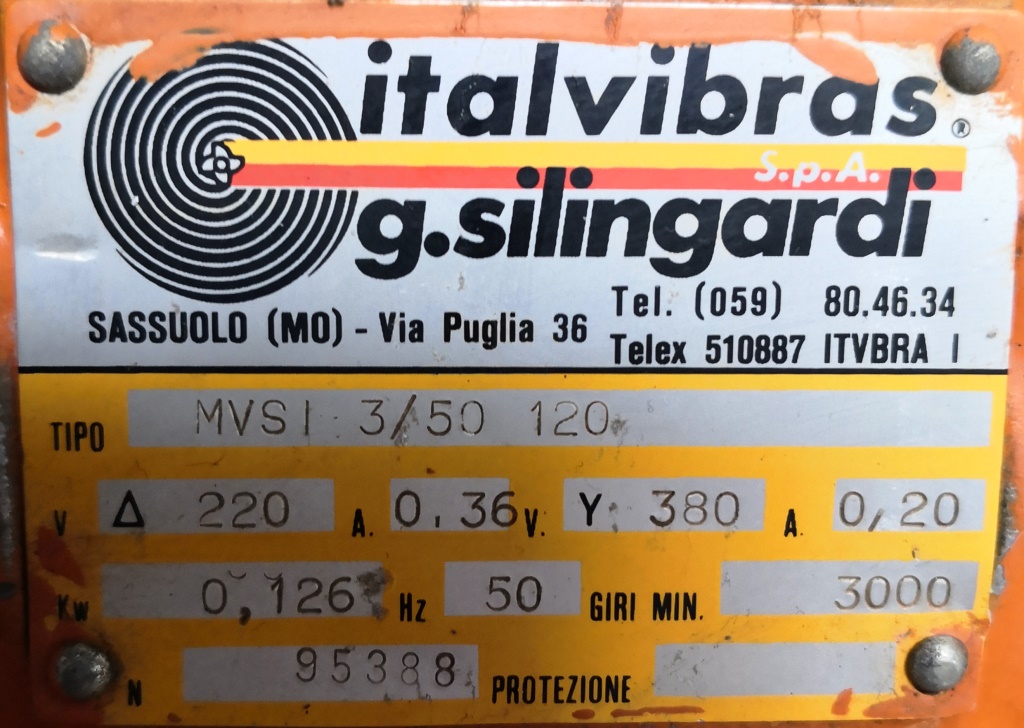 italvibras®
S.p.A.
g.silingardi
SASSUOLO (MO) - Via Puglia 36
Tel. (059) 80.46.34
Telex 510887 ITVBRA I
TIPO MVSI 3/50 120
V Δ 220 A. 0,36 V. Y 380 A. 0/20
Kw 0,126 Hz 50 GIRI MIN. 3000
N 95388 PROTEZIONE